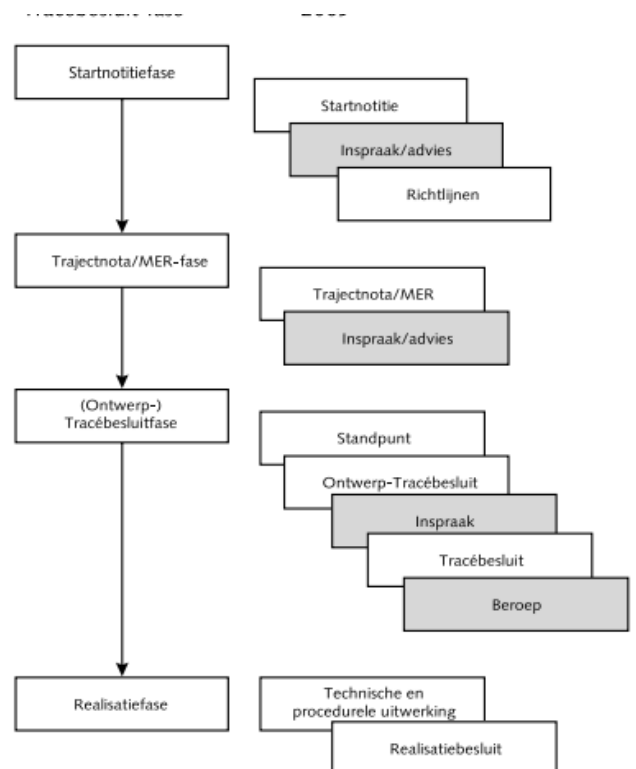 Startnotitiefase
Startnotitie
Inspraak/advies
Richtlijnen
Trajectnota/MER-fase
Trajectnota/MER
Inspraak/advies
(Ontwerp-)
Tracébesluitfase
Standpunt
Ontwerp-Tracébesluit
Inspraak
Tracébesluit
Beroep
Realisatiefase
Technische en
procedurele uitwerking
Realisatiebesluit